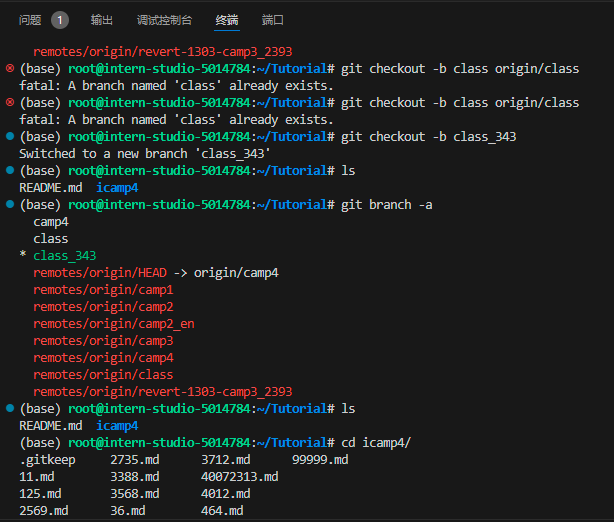 问题 1 输出 调试控制台 终端 端口
remotes/origin/revert-1303-camp3_2393
(base) root@intern-studio-5014784:~/Tutorial# git checkout -b class origin/class
fatal: A branch named 'class' already exists.
(base) root@intern-studio-5014784:~/Tutorial# git checkout -b class origin/class
fatal: A branch named 'class' already exists.
(base) root@intern-studio-5014784:~/Tutorial# git checkout -b class_343
Switched to a new branch 'class_343'
(base) root@intern-studio-5014784:~/Tutorial# ls
README.md  icamp4
(base) root@intern-studio-5014784:~/Tutorial# git branch -a
  camp4
  class
* class_343
  remotes/origin/HEAD -> origin/camp4
  remotes/origin/camp1
  remotes/origin/camp2
  remotes/origin/camp2_en
  remotes/origin/camp3
  remotes/origin/camp4
  remotes/origin/class
  remotes/origin/revert-1303-camp3_2393
(base) root@intern-studio-5014784:~/Tutorial# ls
README.md  icamp4
(base) root@intern-studio-5014784:~/Tutorial# cd icamp4/
.gitkeep     2735.md      3712.md      99999.md
11.md        3388.md      40072313.md
125.md       3568.md      4012.md
2569.md      36.md        464.md